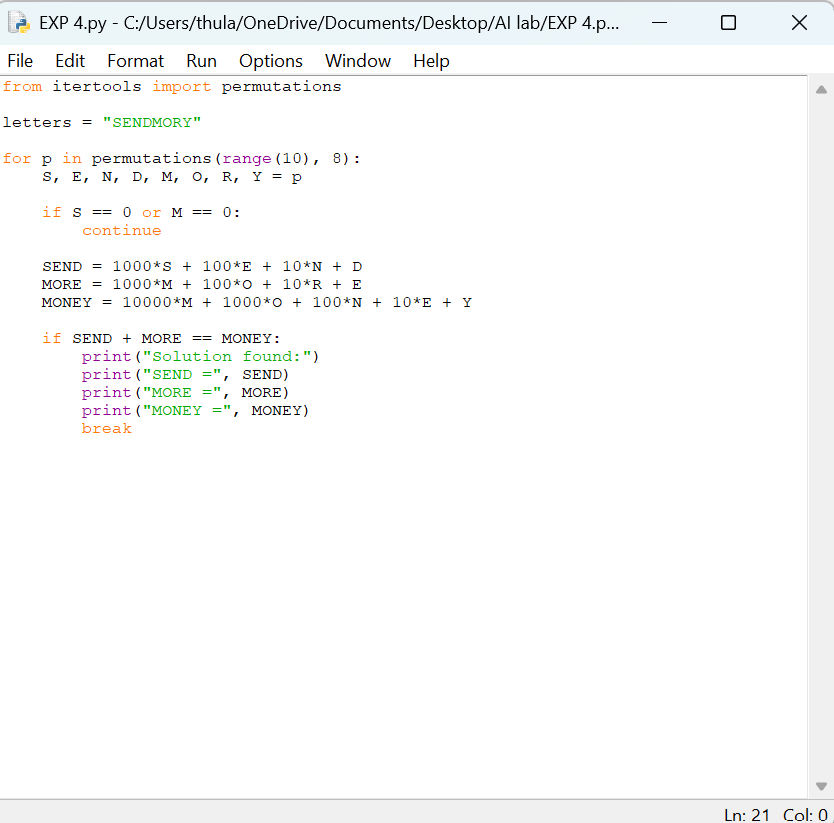 EXP 4.py - C:/Users/thula/OneDrive/Documents/Desktop/AI lab/EXP 4.p...
File Edit Format Run Options Window Help
from itertools import permutations

letters = "SENDMORY"

for p in permutations(range(10), 8):
    S, E, N, D, M, O, R, Y = p

    if S == 0 or M == 0:
        continue

    SEND = 1000*S + 100*E + 10*N + D
    MORE = 1000*M + 100*O + 10*R + E
    MONEY = 10000*M + 1000*O + 100*N + 10*E + Y

    if SEND + MORE == MONEY:
        print("Solution found:")
        print("SEND =", SEND)
        print("MORE =", MORE)
        print("MONEY =", MONEY)
        break
Ln: 21 Col: 0